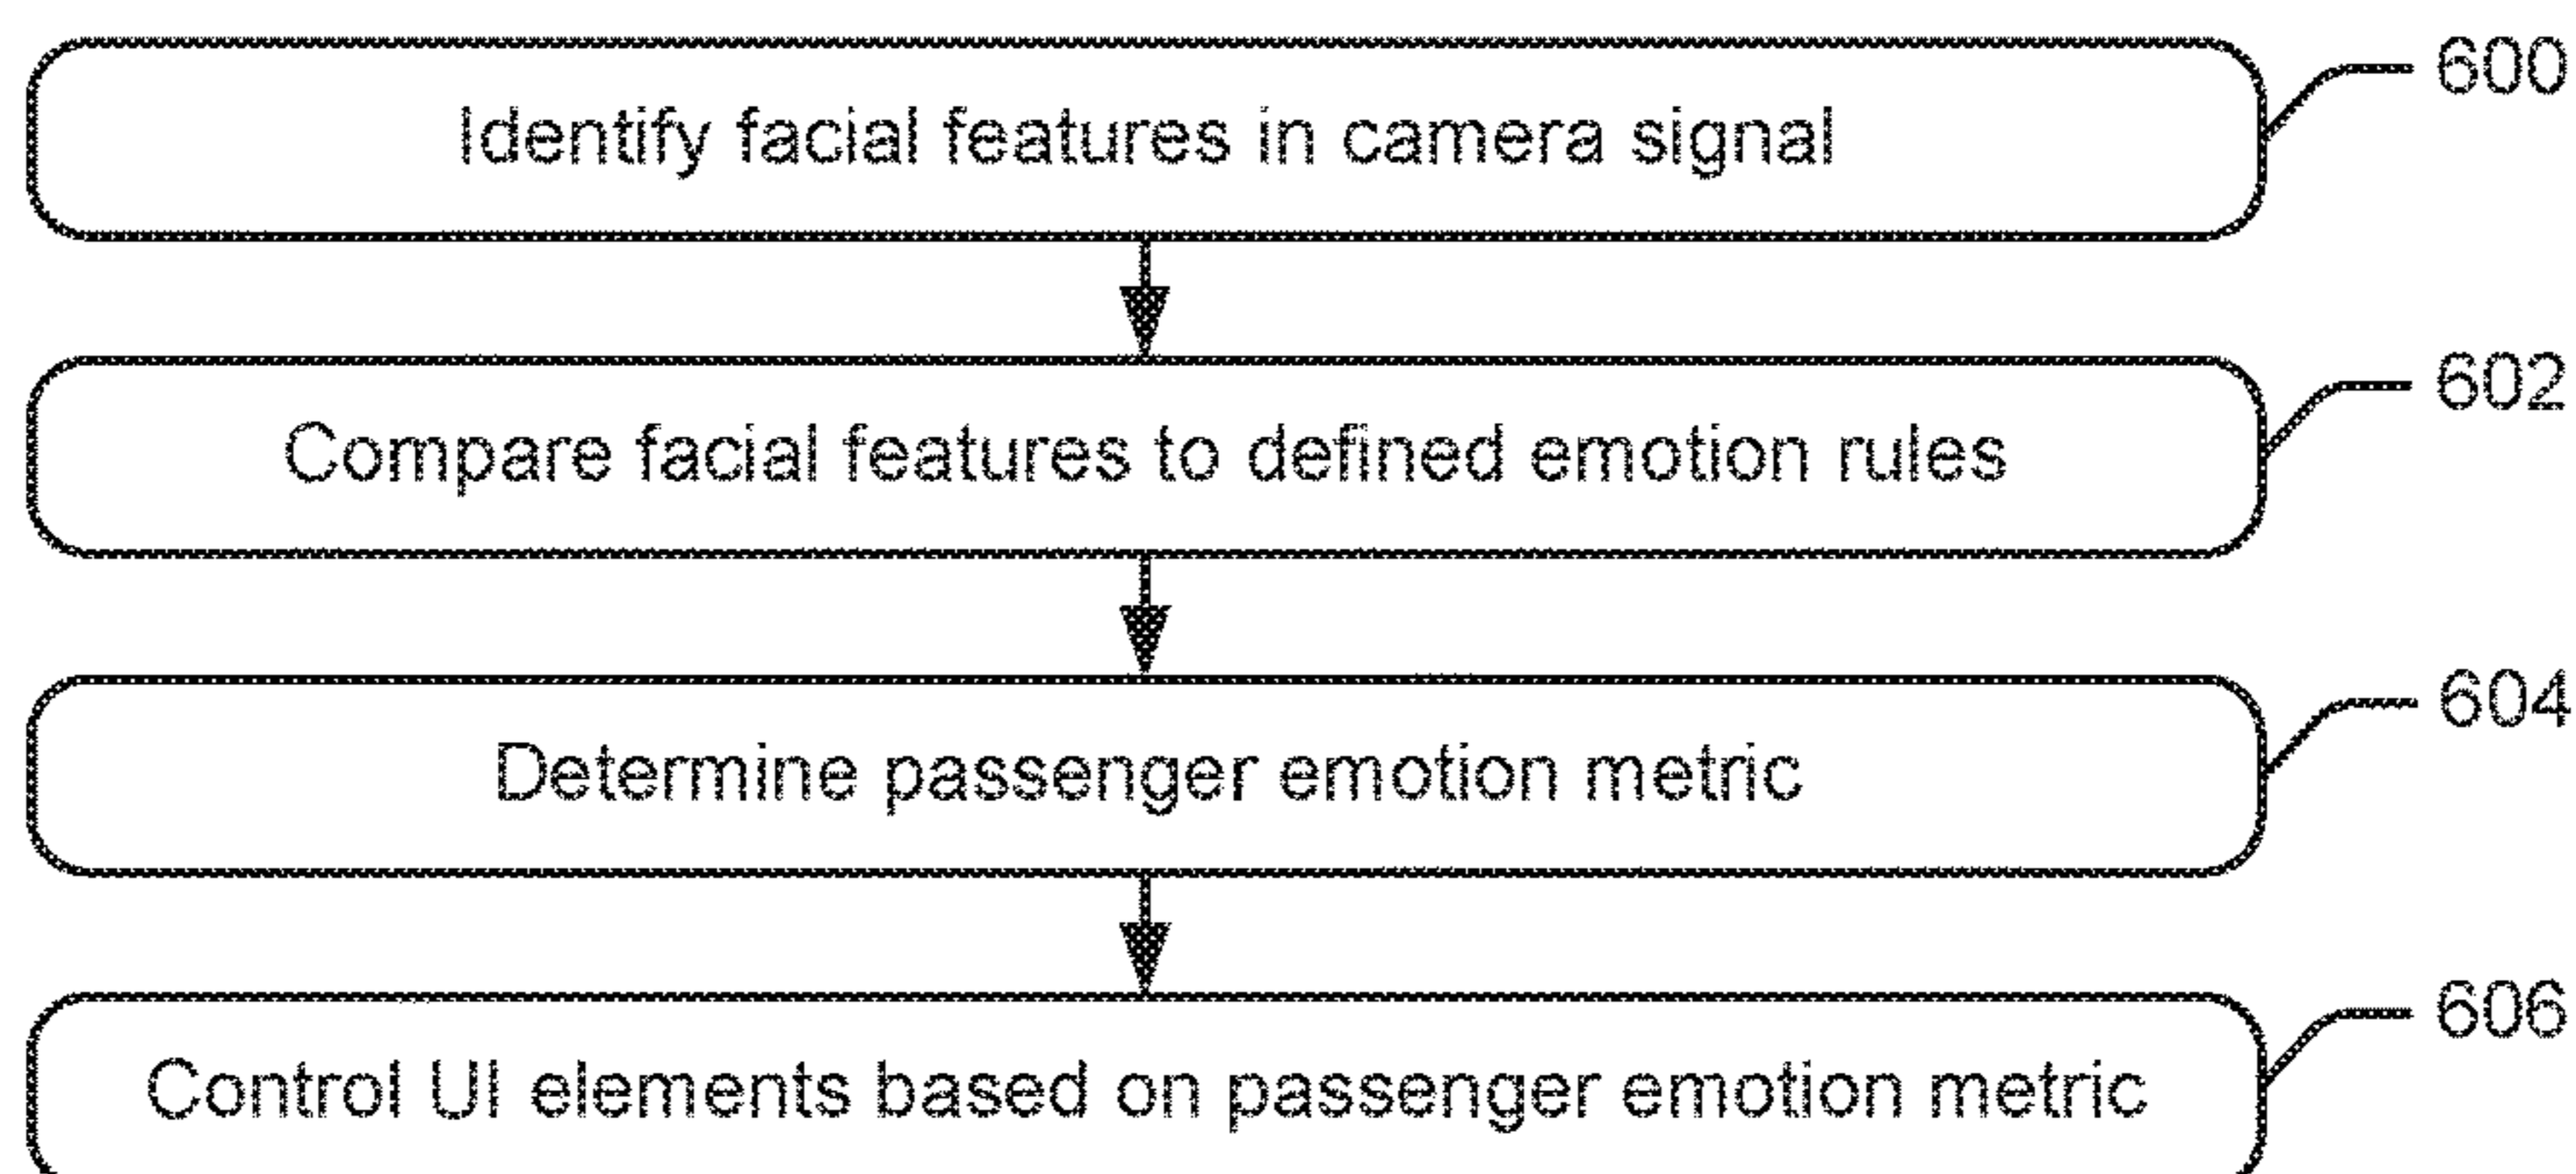 Identify facial features in camera signal 600
Compare facial features to defined emotion rules 602
Determine passenger emotion metric 604
Control UI elements based on passenger emotion metric 606